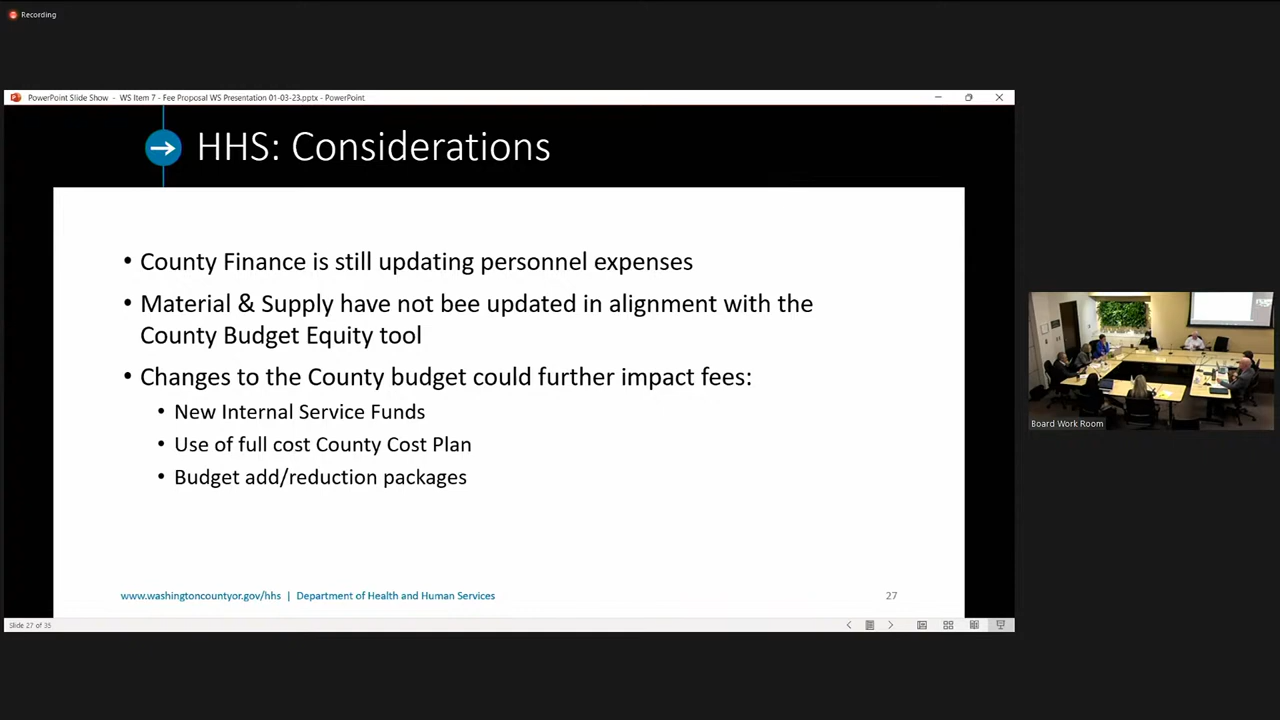 Recording
PowerPoint Slide Show - WS Item 7 - Fee Proposal WS Presentation 01-03-23.pptx - PowerPoint
HHS: Considerations
• County Finance is still updating personnel expenses
• Material & Supply have not bee updated in alignment with the
County Budget Equity tool
• Changes to the County budget could further impact fees:
• New Internal Service Funds
• Use of full cost County Cost Plan
• Budget add/reduction packages
www.washingtoncountyor.gov/hhs | Department of Health and Human Services
27
Slide 27 of 35
Board Work Room